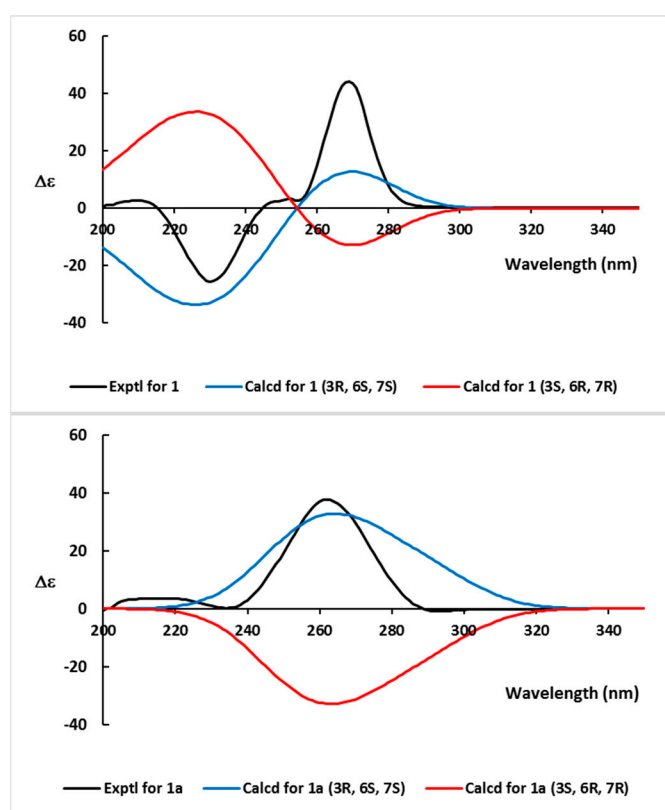 60
40
20
Δε
0
200 220 240 260 280 300 320 340
-20
Wavelength (nm)
-40
Exptl for 1 Calcd for 1 (3R, 6S, 7S) Calcd for 1 (3S, 6R, 7R)
60
40
20
Δε
0
200 220 240 260 280 300 320 340
-20
Wavelength (nm)
-40
Exptl for 1a Calcd for 1a (3R, 6S, 7S) Calcd for 1a (3S, 6R, 7R)